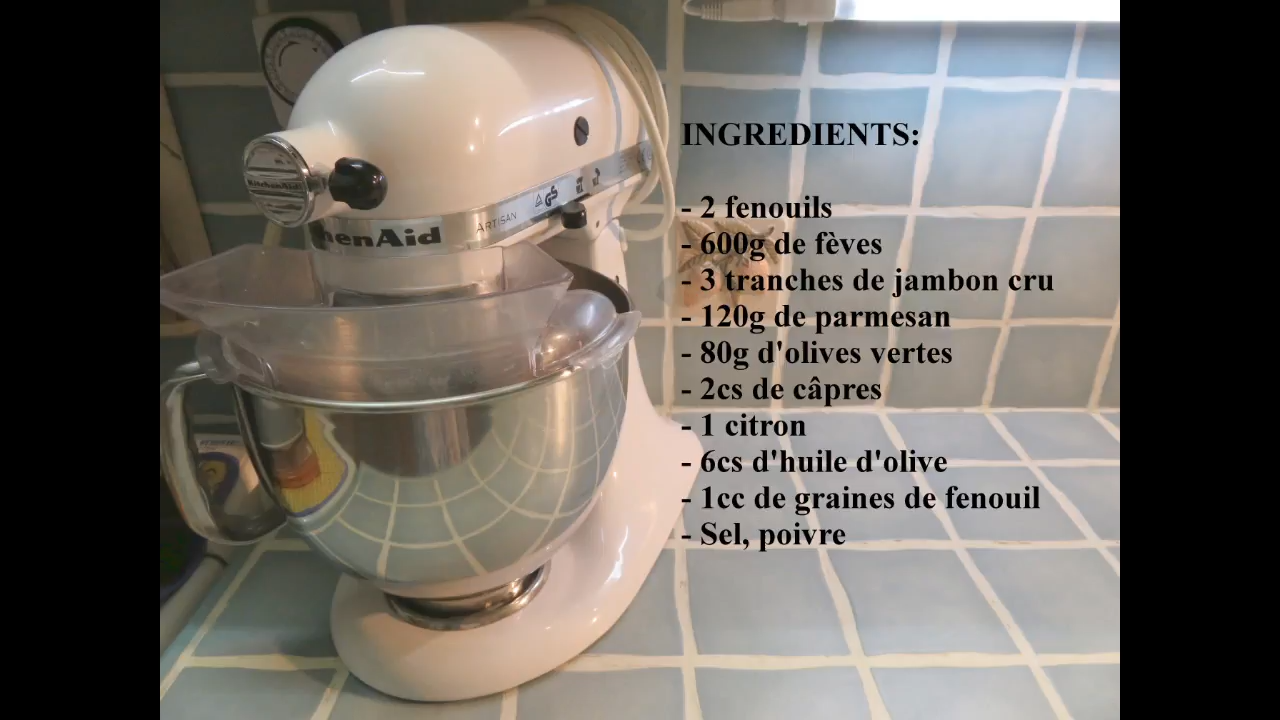 INGREDIENTS:
- 2 fenouils
- 600g de fèves
- 3 tranches de jambon cru
- 120g de parmesan
- 80g d'olives vertes
- 2cs de câpres
- 1 citron
- 6cs d'huile d'olive
- 1cc de graines de fenouil
- Sel, poivre
KitchenAid
henAid ARTISAN